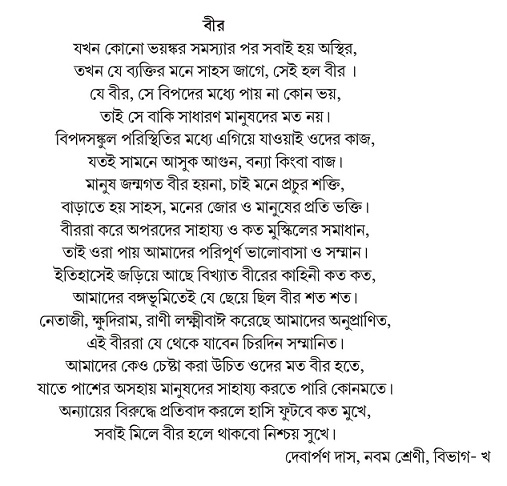 বীর
যখন কোনো ভয়ঙ্কর সমস্যার পর সবাই হয় অস্থির,
তখন যে ব্যক্তির মনে সাহস জাগে, সেই হল বীর ।
যে বীর, সে বিপদের মধ্যে পায় না কোন ভয়,
তাই সে বাকি সাধারণ মানুষদের মত নয়।
বিপদসঙ্কুল পরিস্থিতির মধ্যে এগিয়ে যাওয়াই ওদের কাজ,
যতই সামনে আসুক আগুন, বন্যা কিংবা বাজ।
মানুষ জন্মগত বীর হয়না, চাই মনে প্রচুর শক্তি,
বাড়াতে হয় সাহস, মনের জোর ও মানুষের প্রতি ভক্তি।
বীররা করে অপরদের সাহায্য ও কত মুস্কিলের সমাধান,
তাই ওরা পায় আমাদের পরিপূর্ণ ভালোবাসা ও সম্মান।
ইতিহাসেই জড়িয়ে আছে বিখ্যাত বীরের কাহিনী কত কত,
আমাদের বঙ্গভূমিতেই যে ছেয়ে ছিল বীর শত শত।
নেতাজী, ক্ষুদিরাম, রাণী লক্ষ্মীবাঈ করেছে আমাদের অনুপ্রাণিত,
এই বীররা যে থেকে যাবেন চিরদিন সম্মানিত।
আমাদের কেও চেষ্টা করা উচিত ওদের মত বীর হতে,
যাতে পাশের অসহায় মানুষদের সাহায্য করতে পারি কোনমতে।
অন্যায়ের বিরুদ্ধে প্রতিবাদ করলে হাসি ফুটবে কত মুখে,
সবাই মিলে বীর হলে থাকবো নিশ্চয় সুখে।
দেবার্পণ দাস, নবম শ্রেণী, বিভাগ- খ